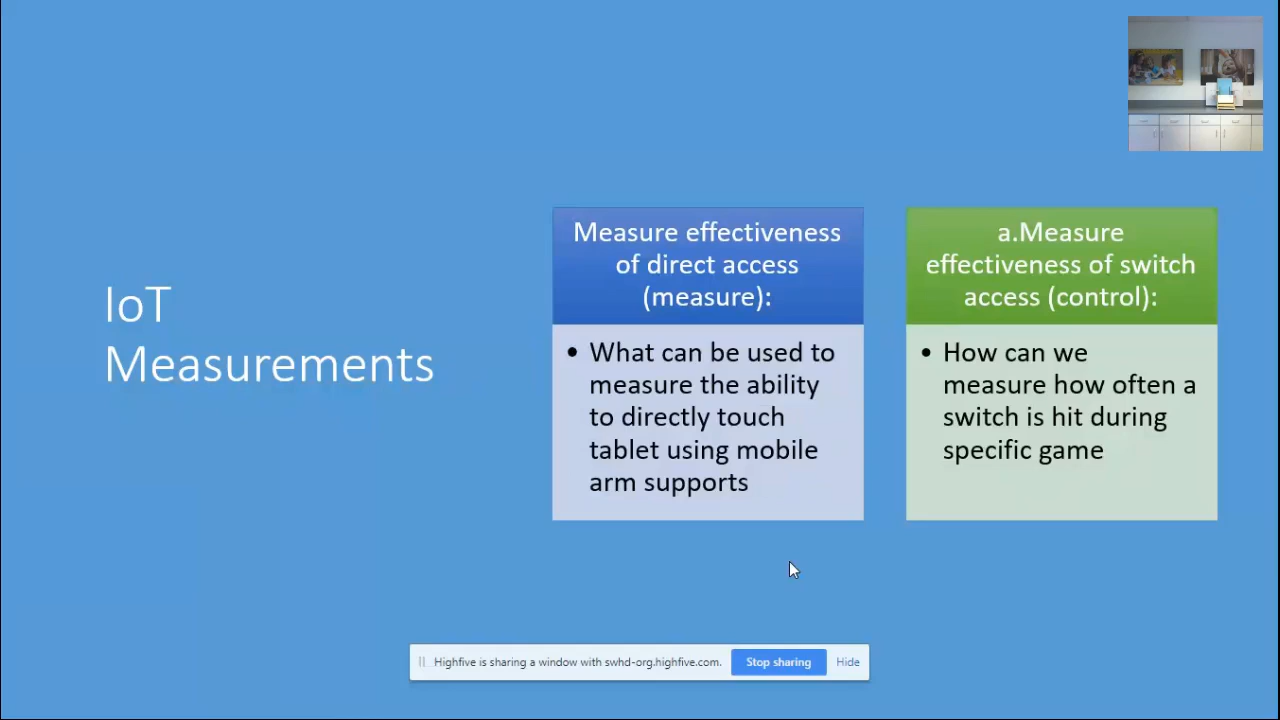 IoT
Measurements
Measure effectiveness
of direct access
(measure):
• What can be used to
measure the ability
to directly touch
tablet using mobile
arm supports
a.Measure
effectiveness of switch
access (control):
• How can we
measure how often a
switch is hit during
specific game
Highfive is sharing a window with swhd-org.highfive.com.
Stop sharing
Hide